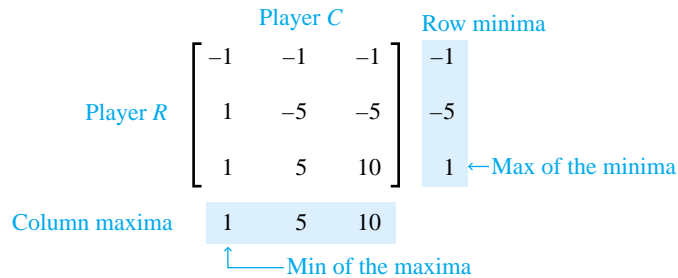 Player C
Row minima
–1 –1 –1 –1
Player R 1 –5 –5 –5
1 5 10 1 ←Max of the minima
Column maxima 1 5 10
↑ Min of the maxima